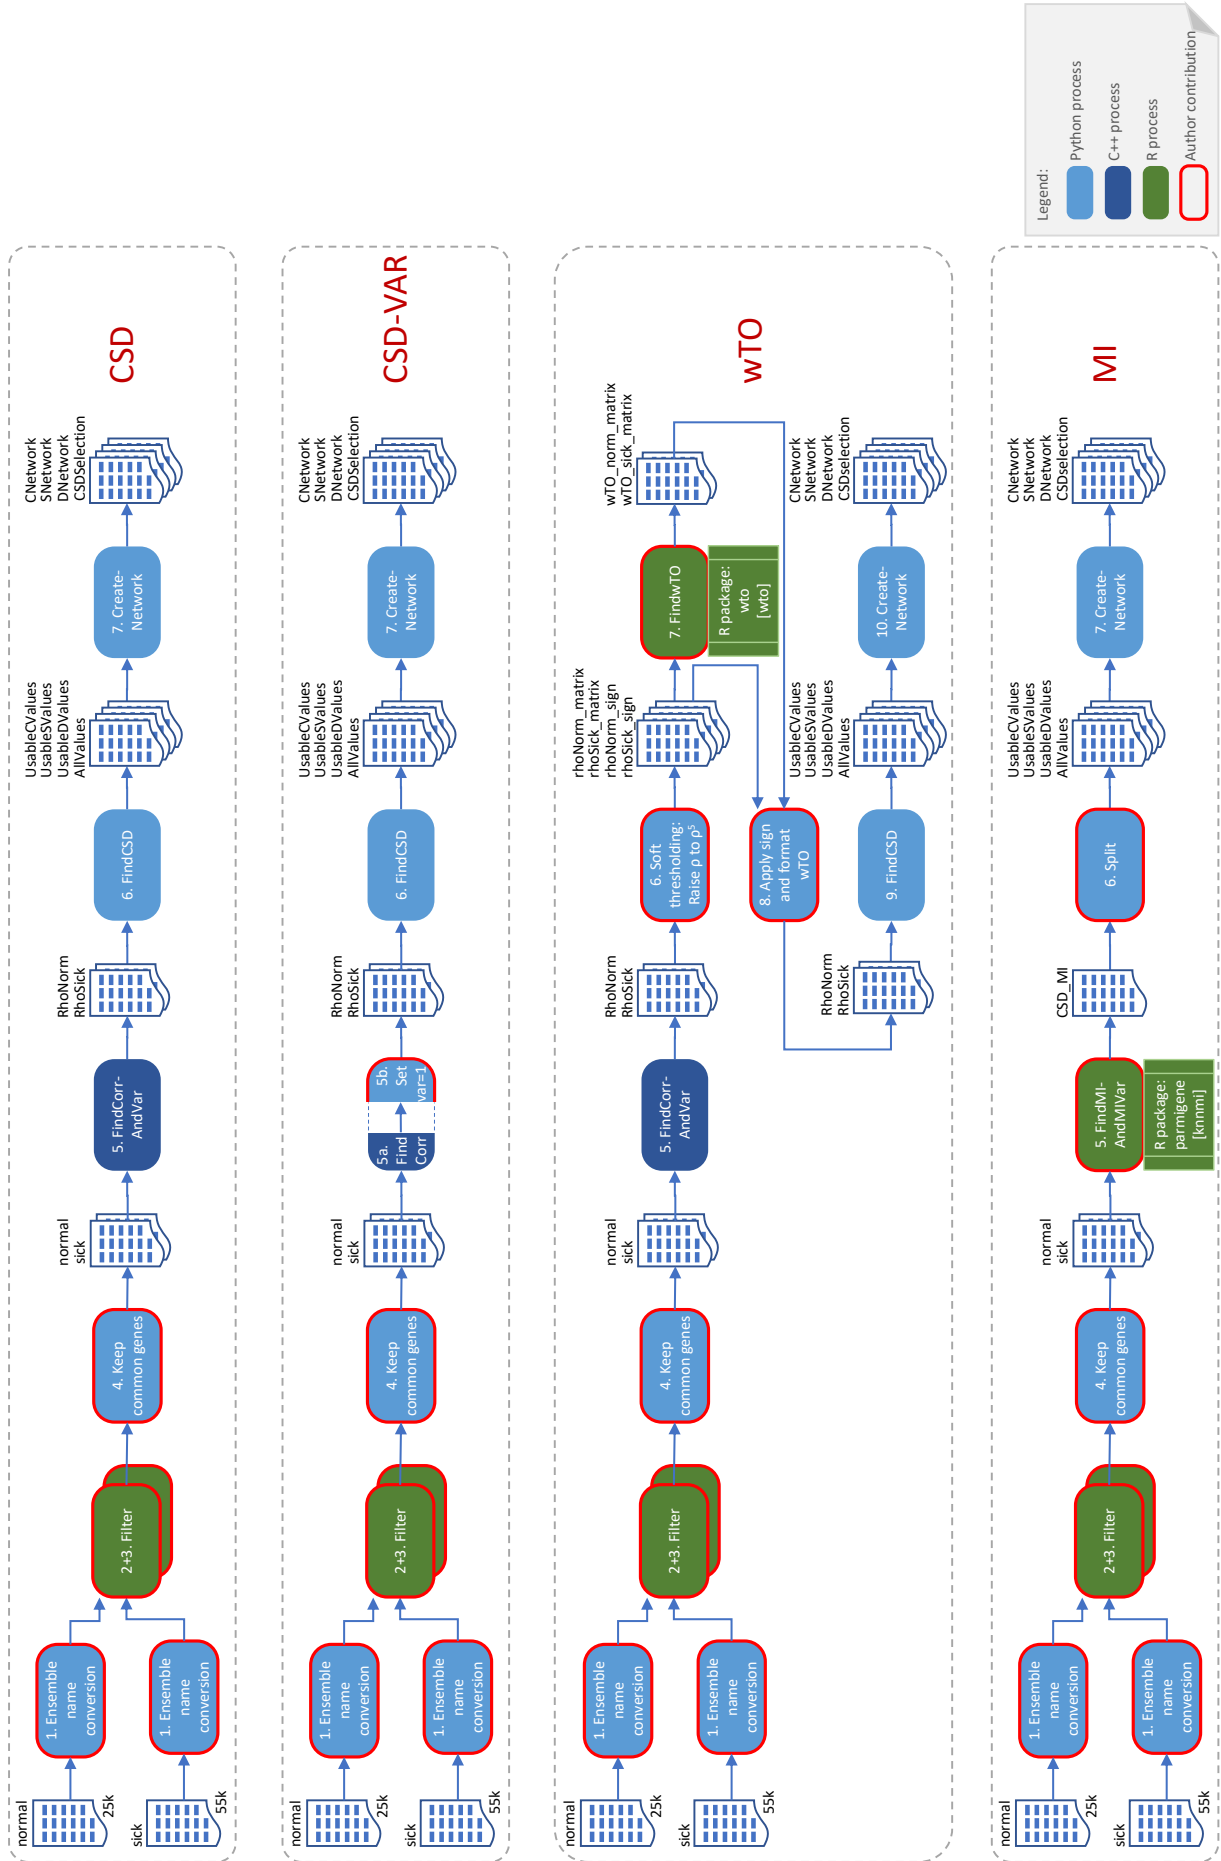 normal
25k
sick
55k
1. Ensemble
name
conversion
1. Ensemble
name
conversion
2+3. Filter
4. Keep
common genes
normal
sick
5. FindCorr-
AndVar
RhoNorm
RhoSick
6. FindCSD
UsableCValues
UsableSValues
UsableDValues
AllValues
7. Create-
Network
CNetwork
SNetwork
DNetwork
CSDSelection
CSD
normal
25k
sick
55k
1. Ensemble
name
conversion
1. Ensemble
name
conversion
2+3. Filter
4. Keep
common genes
normal
sick
5a.
Find
Corr
5b.
Set
var=1
RhoNorm
RhoSick
6. FindCSD
UsableCValues
UsableSValues
UsableDValues
AllValues
7. Create-
Network
CNetwork
SNetwork
DNetwork
CSDSelection
CSD-VAR
normal
25k
sick
55k
1. Ensemble
name
conversion
1. Ensemble
name
conversion
2+3. Filter
4. Keep
common genes
normal
sick
5. FindCorr-
AndVar
RhoNorm
RhoSick
6. Soft
thresholding:
Raise ρ to ρˢ
rhoNorm_matrix
rhoSick_matrix
rhoNorm_sign
rhoSick_sign
7. FindwTO
R package:
wto
[wto]
wTO_norm_matrix
wTO_sick_matrix
8. Apply sign
and format
wTO
RhoNorm
RhoSick
9. FindCSD
UsableCValues
UsableSValues
UsableDValues
AllValues
10. Create-
Network
CNetwork
SNetwork
DNetwork
CSDselection
wTO
normal
25k
sick
55k
1. Ensemble
name
conversion
1. Ensemble
name
conversion
2+3. Filter
4. Keep
common genes
normal
sick
5. FindMI-
AndMIVar
R package:
parmigene
[knnmi]
CSD_MI
6. Split
UsableCValues
UsableSValues
UsableDValues
AllValues
7. Create-
Network
CNetwork
SNetwork
DNetwork
CSDSelection
MI
Legend:
Python process
C++ process
R process
Author contribution